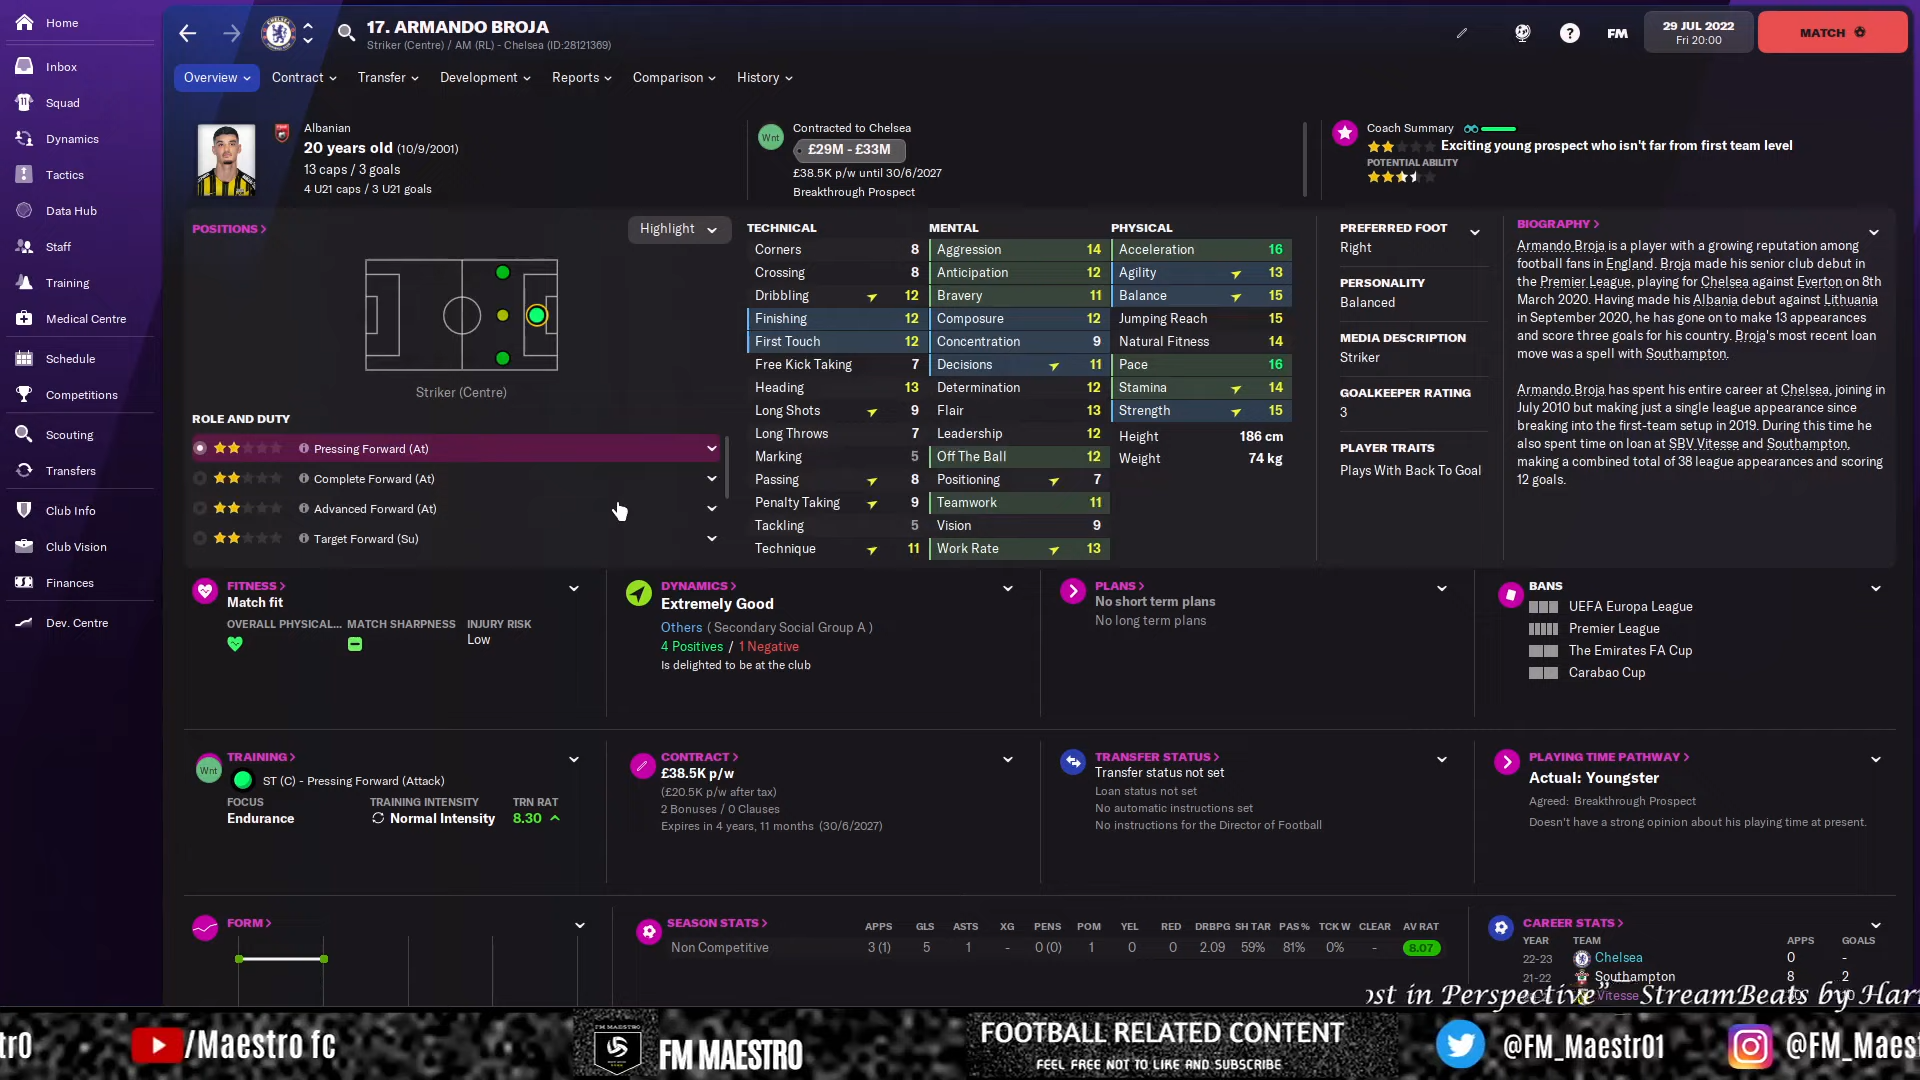 Home
Inbox
Squad
Dynamics
Tactics
Data Hub
Staff
Training
Medical Centre
Schedule
Competitions
Scouting
Transfers
Club Info
Club Vision
Finances
Dev. Centre
17. ARMANDO BROJA
Striker (Centre) / AM (RL) - Chelsea (ID:28121369)
? FM
29 JUL 2022
Fri 20:00
MATCH
Overview Contract Transfer Development Reports Comparison History
Albanian
20 years old (10/9/2001)
13 caps / 3 goals
4 U21 caps / 3 U21 goals
Wnt
Contracted to Chelsea
£29M - £33M
£38.5K p/w until 30/6/2027
Breakthrough Prospect
Coach Summary
Exciting young prospect who isn't far from first team level
POTENTIAL ABILITY
POSITIONS >
Highlight
Striker (Centre)
ROLE AND DUTY
Pressing Forward (At)
Complete Forward (At)
Advanced Forward (At)
Target Forward (Su)
TECHNICAL
Corners 8
Crossing 8
Dribbling 12
Finishing 12
First Touch 12
Free Kick Taking 7
Heading 13
Long Shots 9
Long Throws 7
Marking 5
Passing 8
Penalty Taking 9
Tackling 5
Technique 11
MENTAL
Aggression 14
Anticipation 12
Bravery 11
Composure 12
Concentration 9
Decisions 11
Determination 12
Flair 13
Leadership 12
Off The Ball 12
Positioning 7
Teamwork 11
Vision 9
Work Rate 13
PHYSICAL
Acceleration 16
Agility 13
Balance 15
Jumping Reach 15
Natural Fitness 14
Pace 16
Stamina 14
Strength 15
Height 186 cm
Weight 74 kg
PREFERRED FOOT
Right
PERSONALITY
Balanced
MEDIA DESCRIPTION
Striker
GOALKEEPER RATING
3
PLAYER TRAITS
Plays With Back To Goal
BIOGRAPHY >
Armando Broja is a player with a growing reputation among
football fans in England. Broja made his senior club debut in
the Premier League, playing for Chelsea against Everton on 8th
March 2020. Having made his Albania debut against Lithuania
in September 2020, he has gone on to make 13 appearances
and score three goals for his country. Broja's most recent loan
move was a spell with Southampton.
Armando Broja has spent his entire career at Chelsea, joining in
July 2010 but making just a single league appearance since
breaking into the first-team setup in 2019. During this time he
also spent time on loan at SBV Vitesse and Southampton,
making a combined total of 38 league appearances and scoring
12 goals.
FITNESS >
Match fit
OVERALL PHYSICAL... MATCH SHARPNESS INJURY RISK
Low
DYNAMICS >
Extremely Good
Others ( Secondary Social Group A )
4 Positives / 1 Negative
Is delighted to be at the club
PLANS >
No short term plans
No long term plans
BANS
UEFA Europa League
Premier League
The Emirates FA Cup
Carabao Cup
TRAINING >
Wnt
ST (C) - Pressing Forward (Attack)
FOCUS TRAINING INTENSITY TRN RAT
Endurance Normal Intensity 8.30
CONTRACT >
£38.5K p/w
(£20.5K p/w after tax)
2 Bonuses / 0 Clauses
Expires in 4 years, 11 months (30/6/2027)
TRANSFER STATUS >
Transfer status not set
Loan status not set
No automatic instructions set
No instructions for the Director of Football
PLAYING TIME PATHWAY >
Actual: Youngster
Agreed: Breakthrough Prospect
Doesn't have a strong opinion about his playing time at present.
FORM >
SEASON STATS > APPS GLS ASTS XG PENS POM YEL RED DRBPG SH TAR PAS % TCK W CLEAR AV RAT
Non Competitive 3 (1) 5 1 - 0 (0) 1 0 0 2.09 59% 81% 0% - 8.07
CAREER STATS >
YEAR TEAM APPS GOALS
22-23 Chelsea 0 -
21-22 Southampton 8 2
Vitesse
ost in Perspective" StreamBeats by Harr
tr0 /Maestro fc
FM MAESTRO
FM MAESTRO
FOOTBALL RELATED CONTENT
FEEL FREE NOT TO LIKE AND SUBSCRIBE
@FM_Maestr01
@FM_Maes